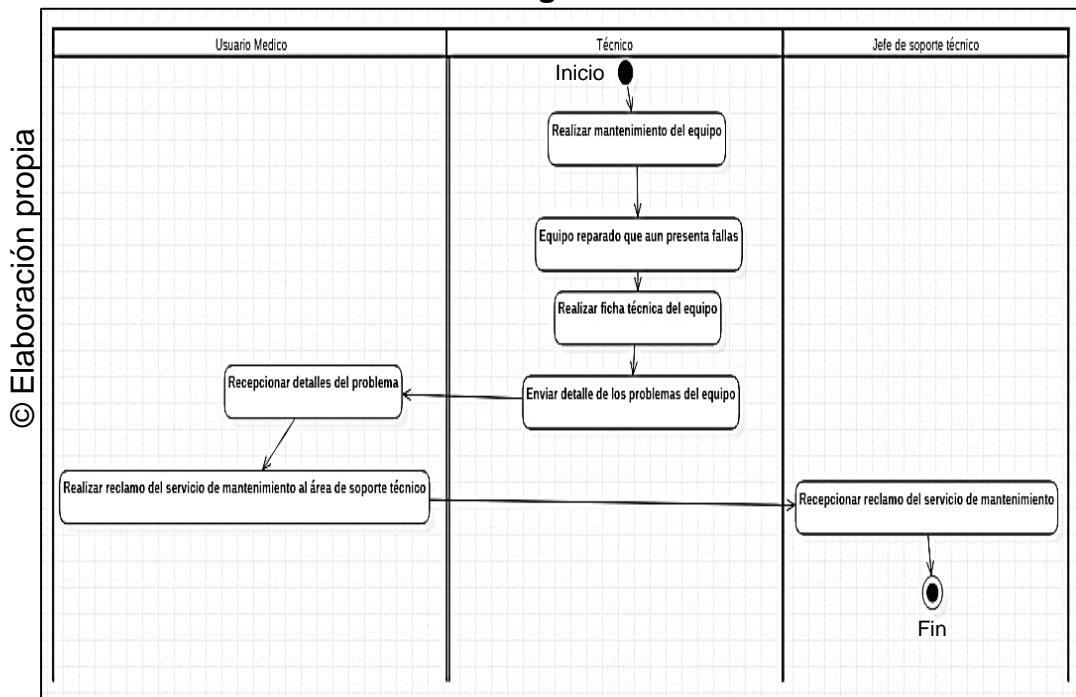 Usuario Medico
Técnico
Jefe de soporte técnico
Inicio
Realizar mantenimiento del equipo
Equipo reparado que aun presenta fallas
Realizar ficha técnica del equipo
Enviar detalle de los problemas del equipo
Recepcionar detalles del problema
Realizar reclamo del servicio de mantenimiento al área de soporte técnico
Recepcionar reclamo del servicio de mantenimiento
Fin
© Elaboración propia